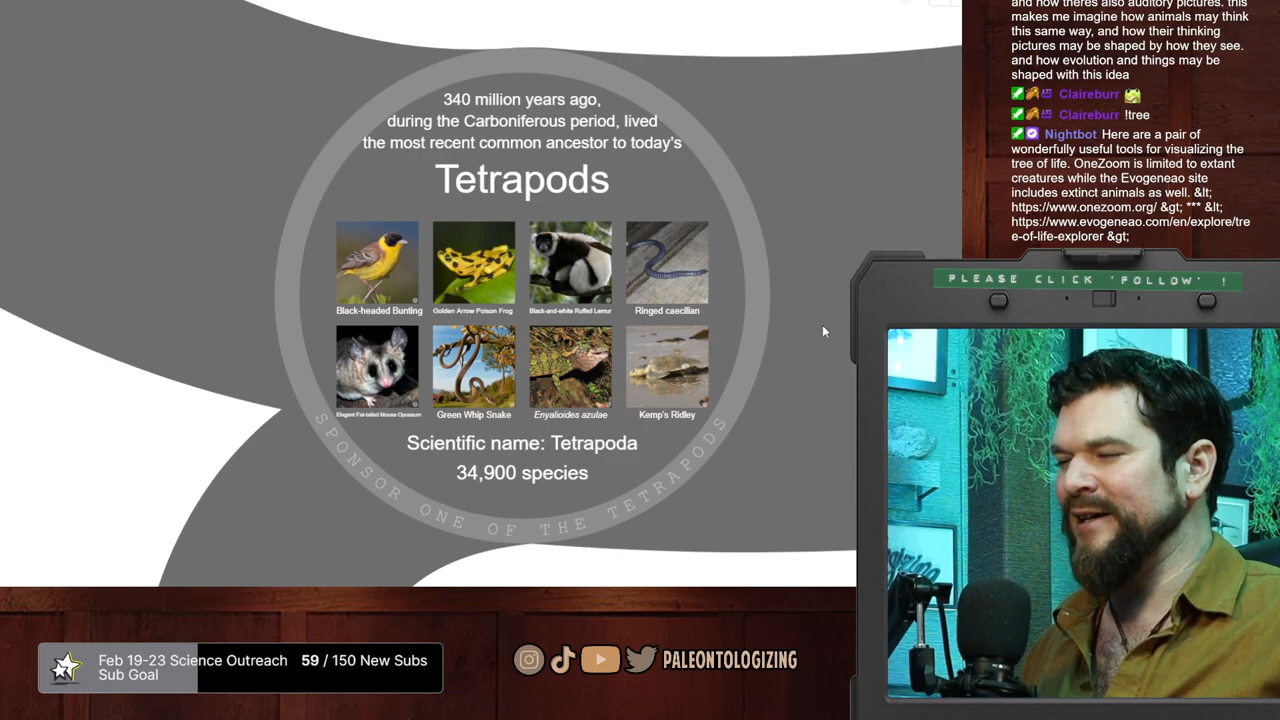 340 million years ago,
during the Carboniferous period, lived
the most recent common ancestor to today's
Tetrapods
Black-headed Bunting
Golden Arrow Poison Frog
Black-and-white Ruffed Lemur
Ringed caecilian
Elegant Fat-tailed Mouse Opossum
Green Whip Snake
Enyalioides azulae
Kemp's Ridley
Scientific name: Tetrapoda
34,900 species
SPONSOR ONE OF THE TETRAPODS
and how theres also auditory pictures. this
makes me imagine how animals may think
this same way, and how their thinking
pictures may be shaped by how they see.
and how evolution and things may be
shaped with this idea
Claireburr
Claireburr !tree
Nightbot Here are a pair of
wonderfully useful tools for visualizing the
tree of life. OneZoom is limited to extant
creatures while the Evogeneao site
includes extinct animals as well. &lt;
https://www.onezoom.org/ &gt; *** &lt;
https://www.evogeneao.com/en/explore/tre
e-of-life-explorer &gt;
PLEASE CLICK "FOLLOW" !
Feb 19-23 Science Outreach
Sub Goal
59 / 150 New Subs
PALEONTOLOGIZING